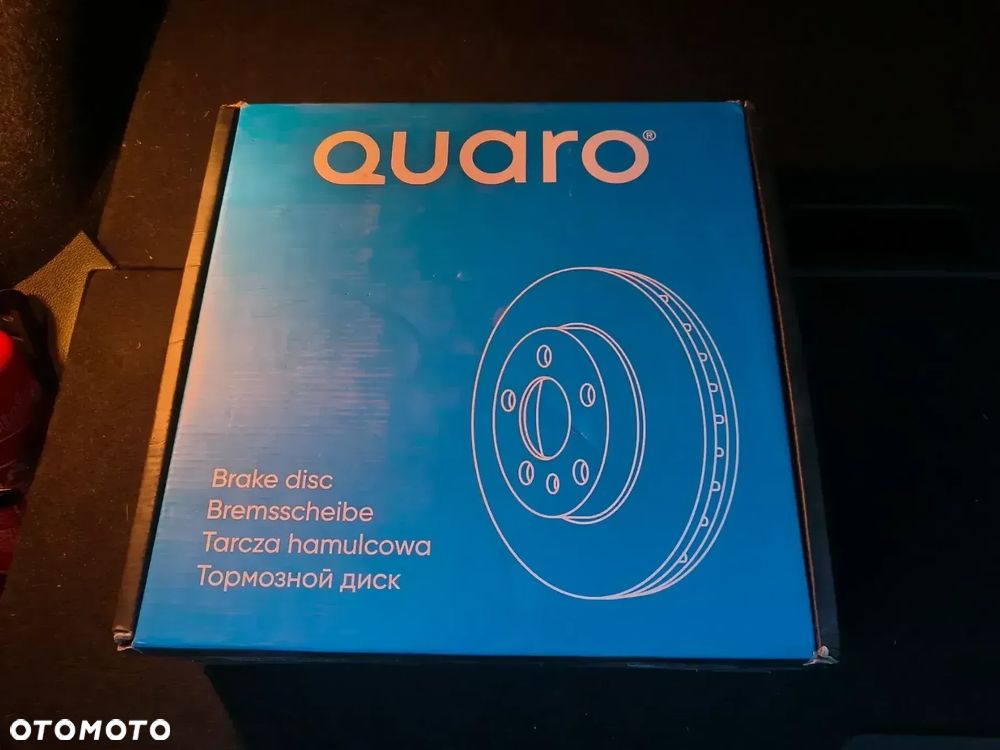 Quaro®
Brake disc
Bremsscheibe
Tarcza hamulcowa
Тормозной диск
OTOMOTO